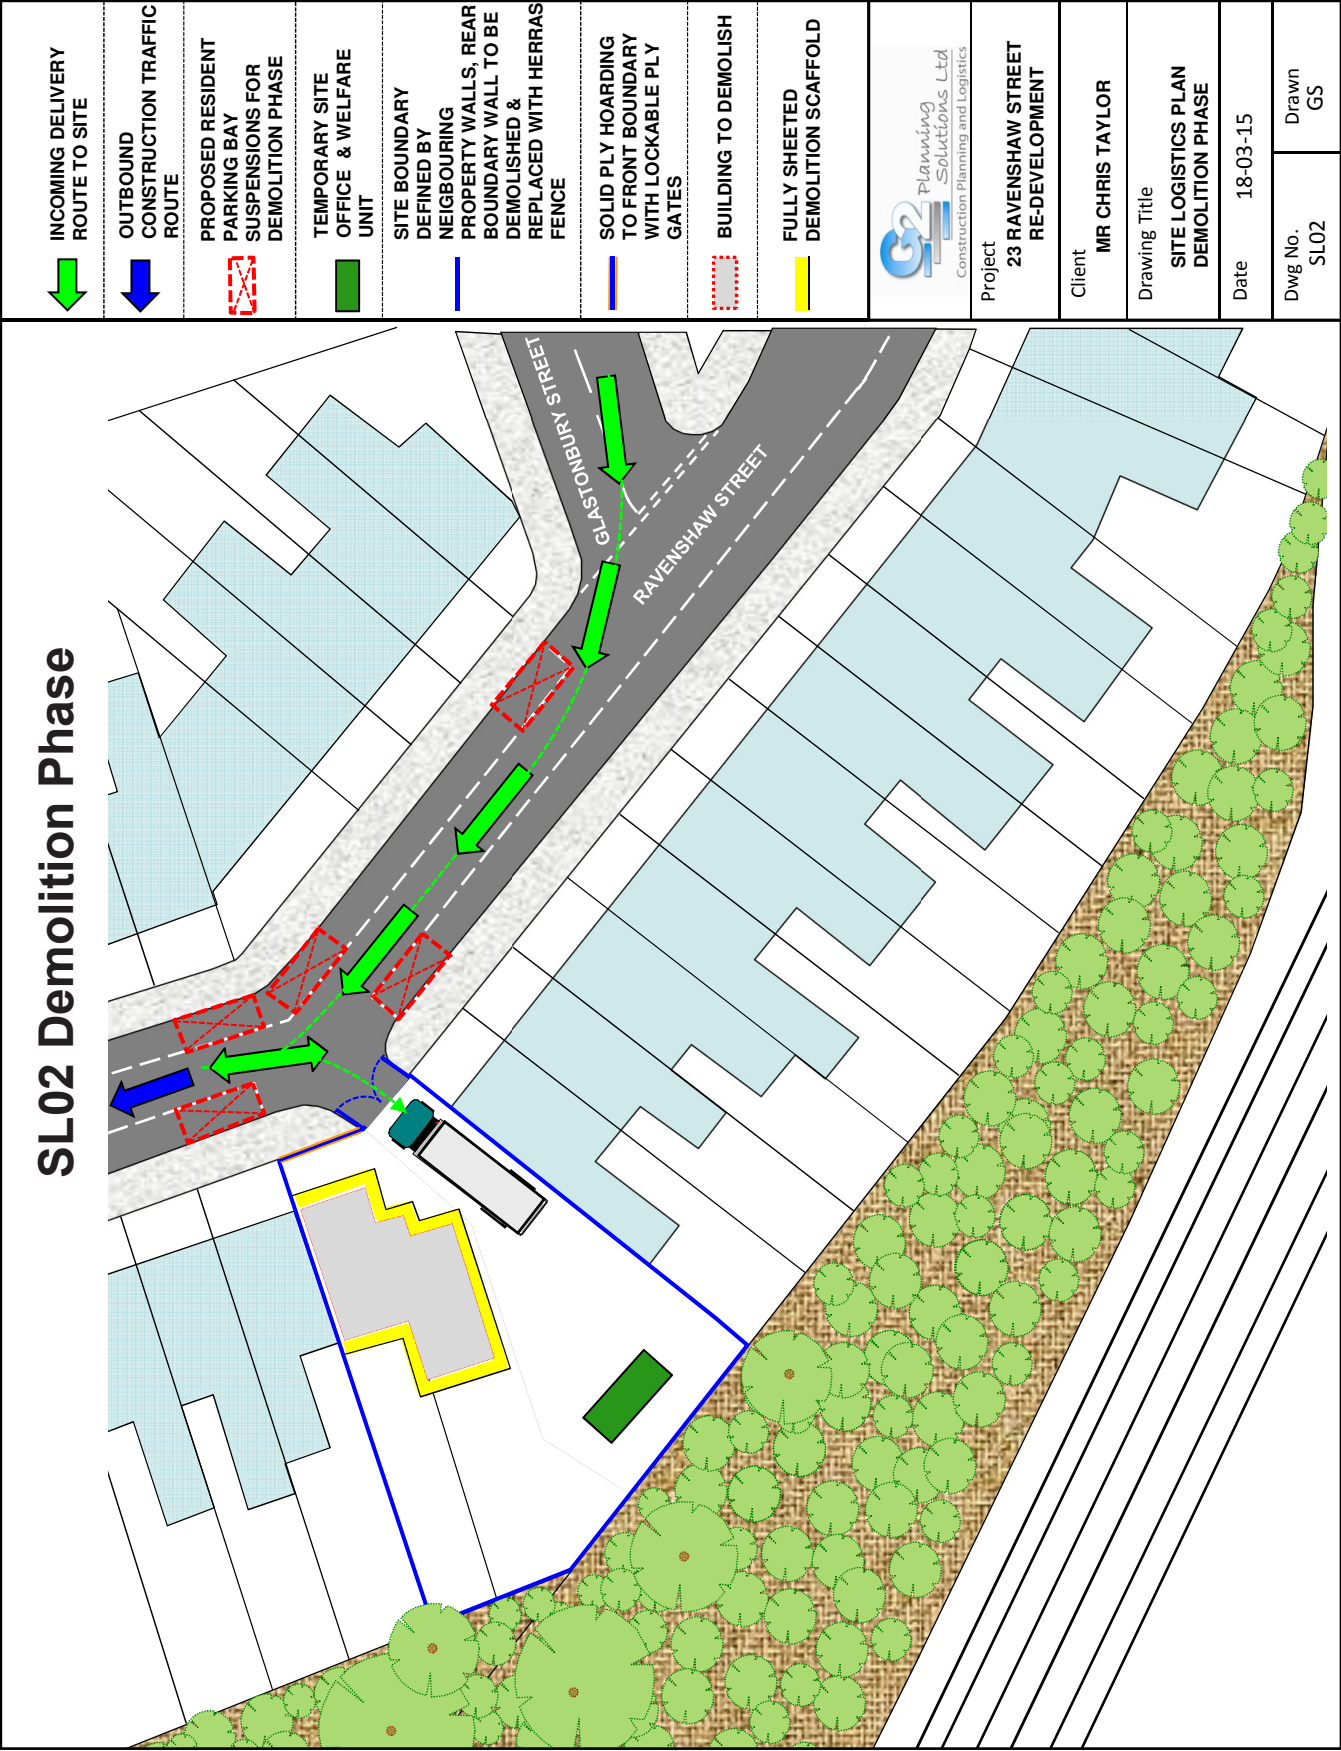 SL02 Demolition Phase
GLASTONBURY STREET
RAVENSHAW STREET
INCOMING DELIVERY
ROUTE TO SITE
OUTBOUND
CONSTRUCTION TRAFFIC
ROUTE
PROPOSED RESIDENT
PARKING BAY
SUSPENSIONS FOR
DEMOLITION PHASE
TEMPORARY SITE
OFFICE & WELFARE
UNIT
SITE BOUNDARY
DEFINED BY
NEIGBOURING
PROPERTY WALLS, REAR
BOUNDARY WALL TO BE
DEMOLISHED &
REPLACED WITH HERRAS
FENCE
SOLID PLY HOARDING
TO FRONT BOUNDARY
WITH LOCKABLE PLY
GATES
BUILDING TO DEMOLISH
FULLY SHEETED
DEMOLITION SCAFFOLD
G2 Planning
Solutions Ltd
Construction Planning and Logistics
Project
23 RAVENSHAW STREET
RE-DEVELOPMENT
Client
MR CHRIS TAYLOR
Drawing Title
SITE LOGISTICS PLAN
DEMOLITION PHASE
Date 18-03-15
Dwg No.
SL02
Drawn
GS